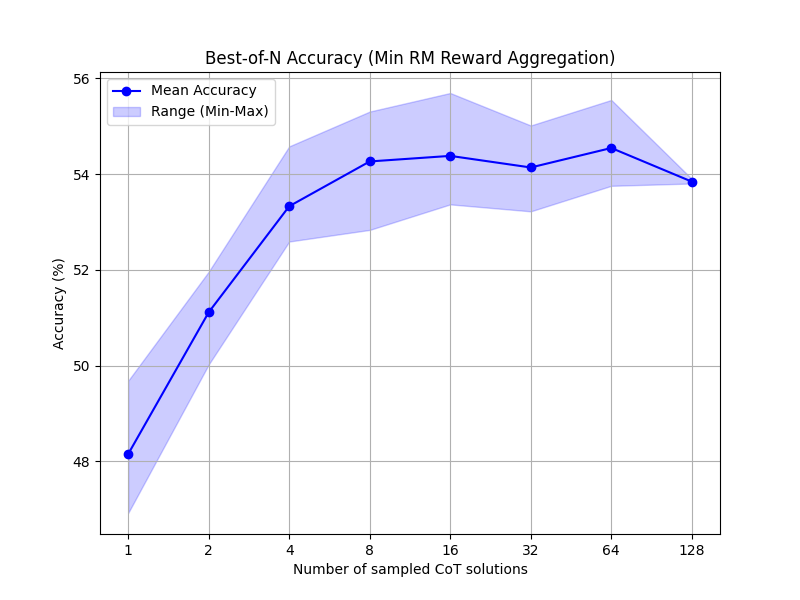 Best-of-N Accuracy (Min RM Reward Aggregation)
Mean Accuracy
Range (Min-Max)
Accuracy (%)
56
54
52
50
48
1 2 4 8 16 32 64 128
Number of sampled CoT solutions